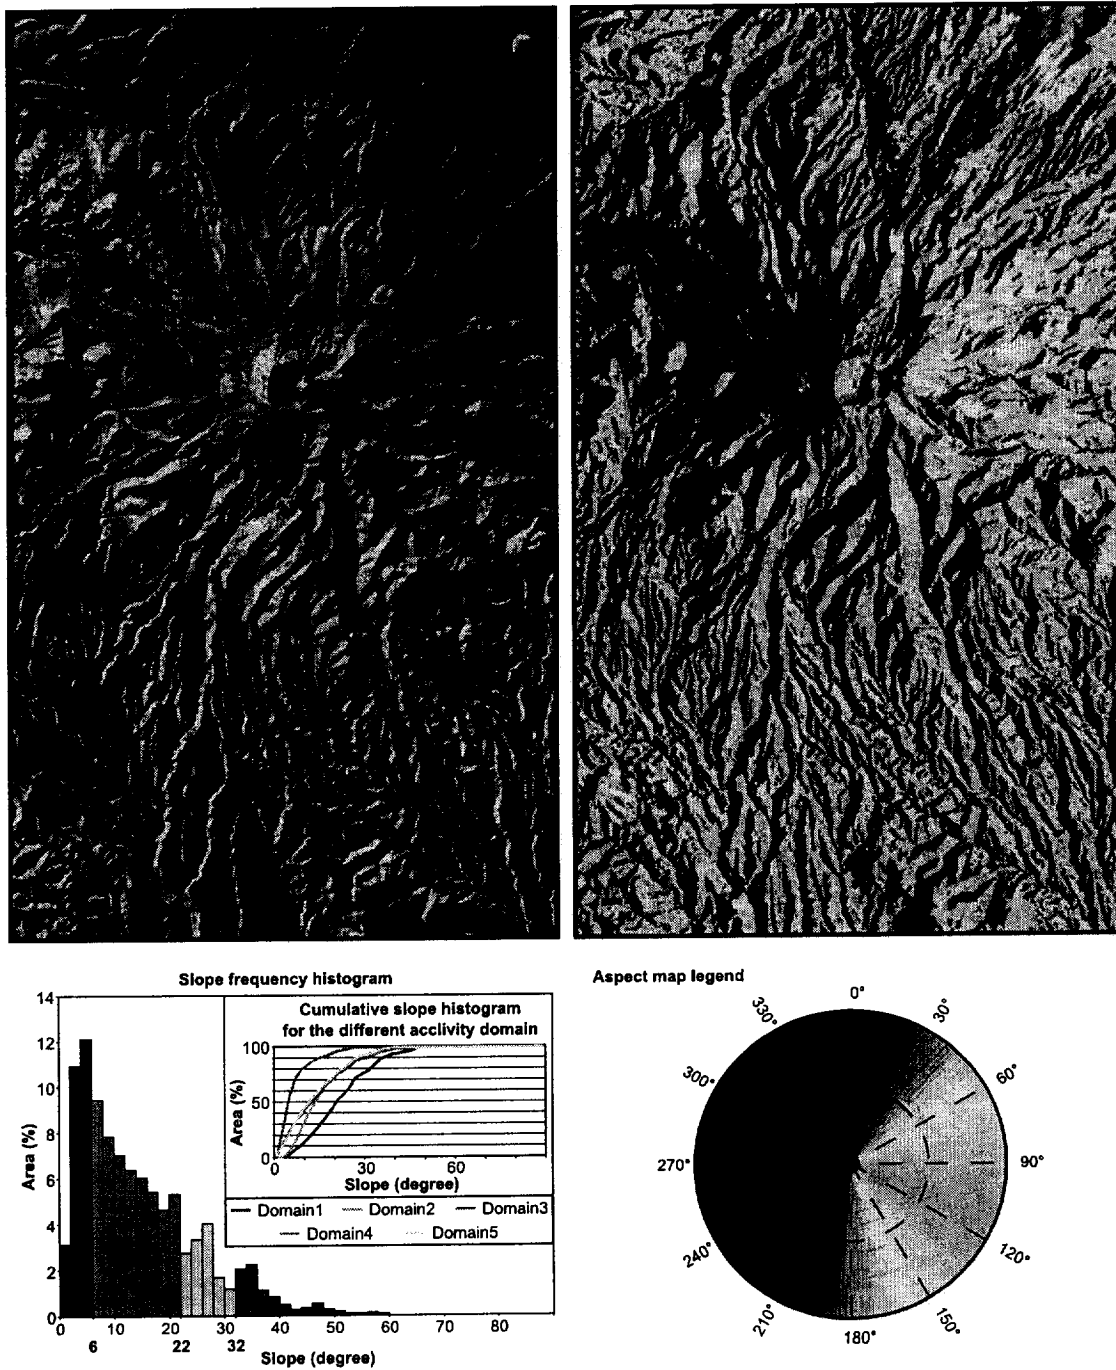 Slope frequency histogram
14
12
10
8
6
4
2
0
Area (%)
0 10 20 30 40 50 60 70 80
6 22 32
Slope (degree)
Cumulative slope histogram
for the different acclivity domain
100
50
0
Area (%)
0 30 60
Slope (degree)
Domain1 Domain2 Domain3
Domain4 Domain5
Aspect map legend
0°
30°
60°
90°
120°
150°
180°
210°
240°
270°
300°
330°